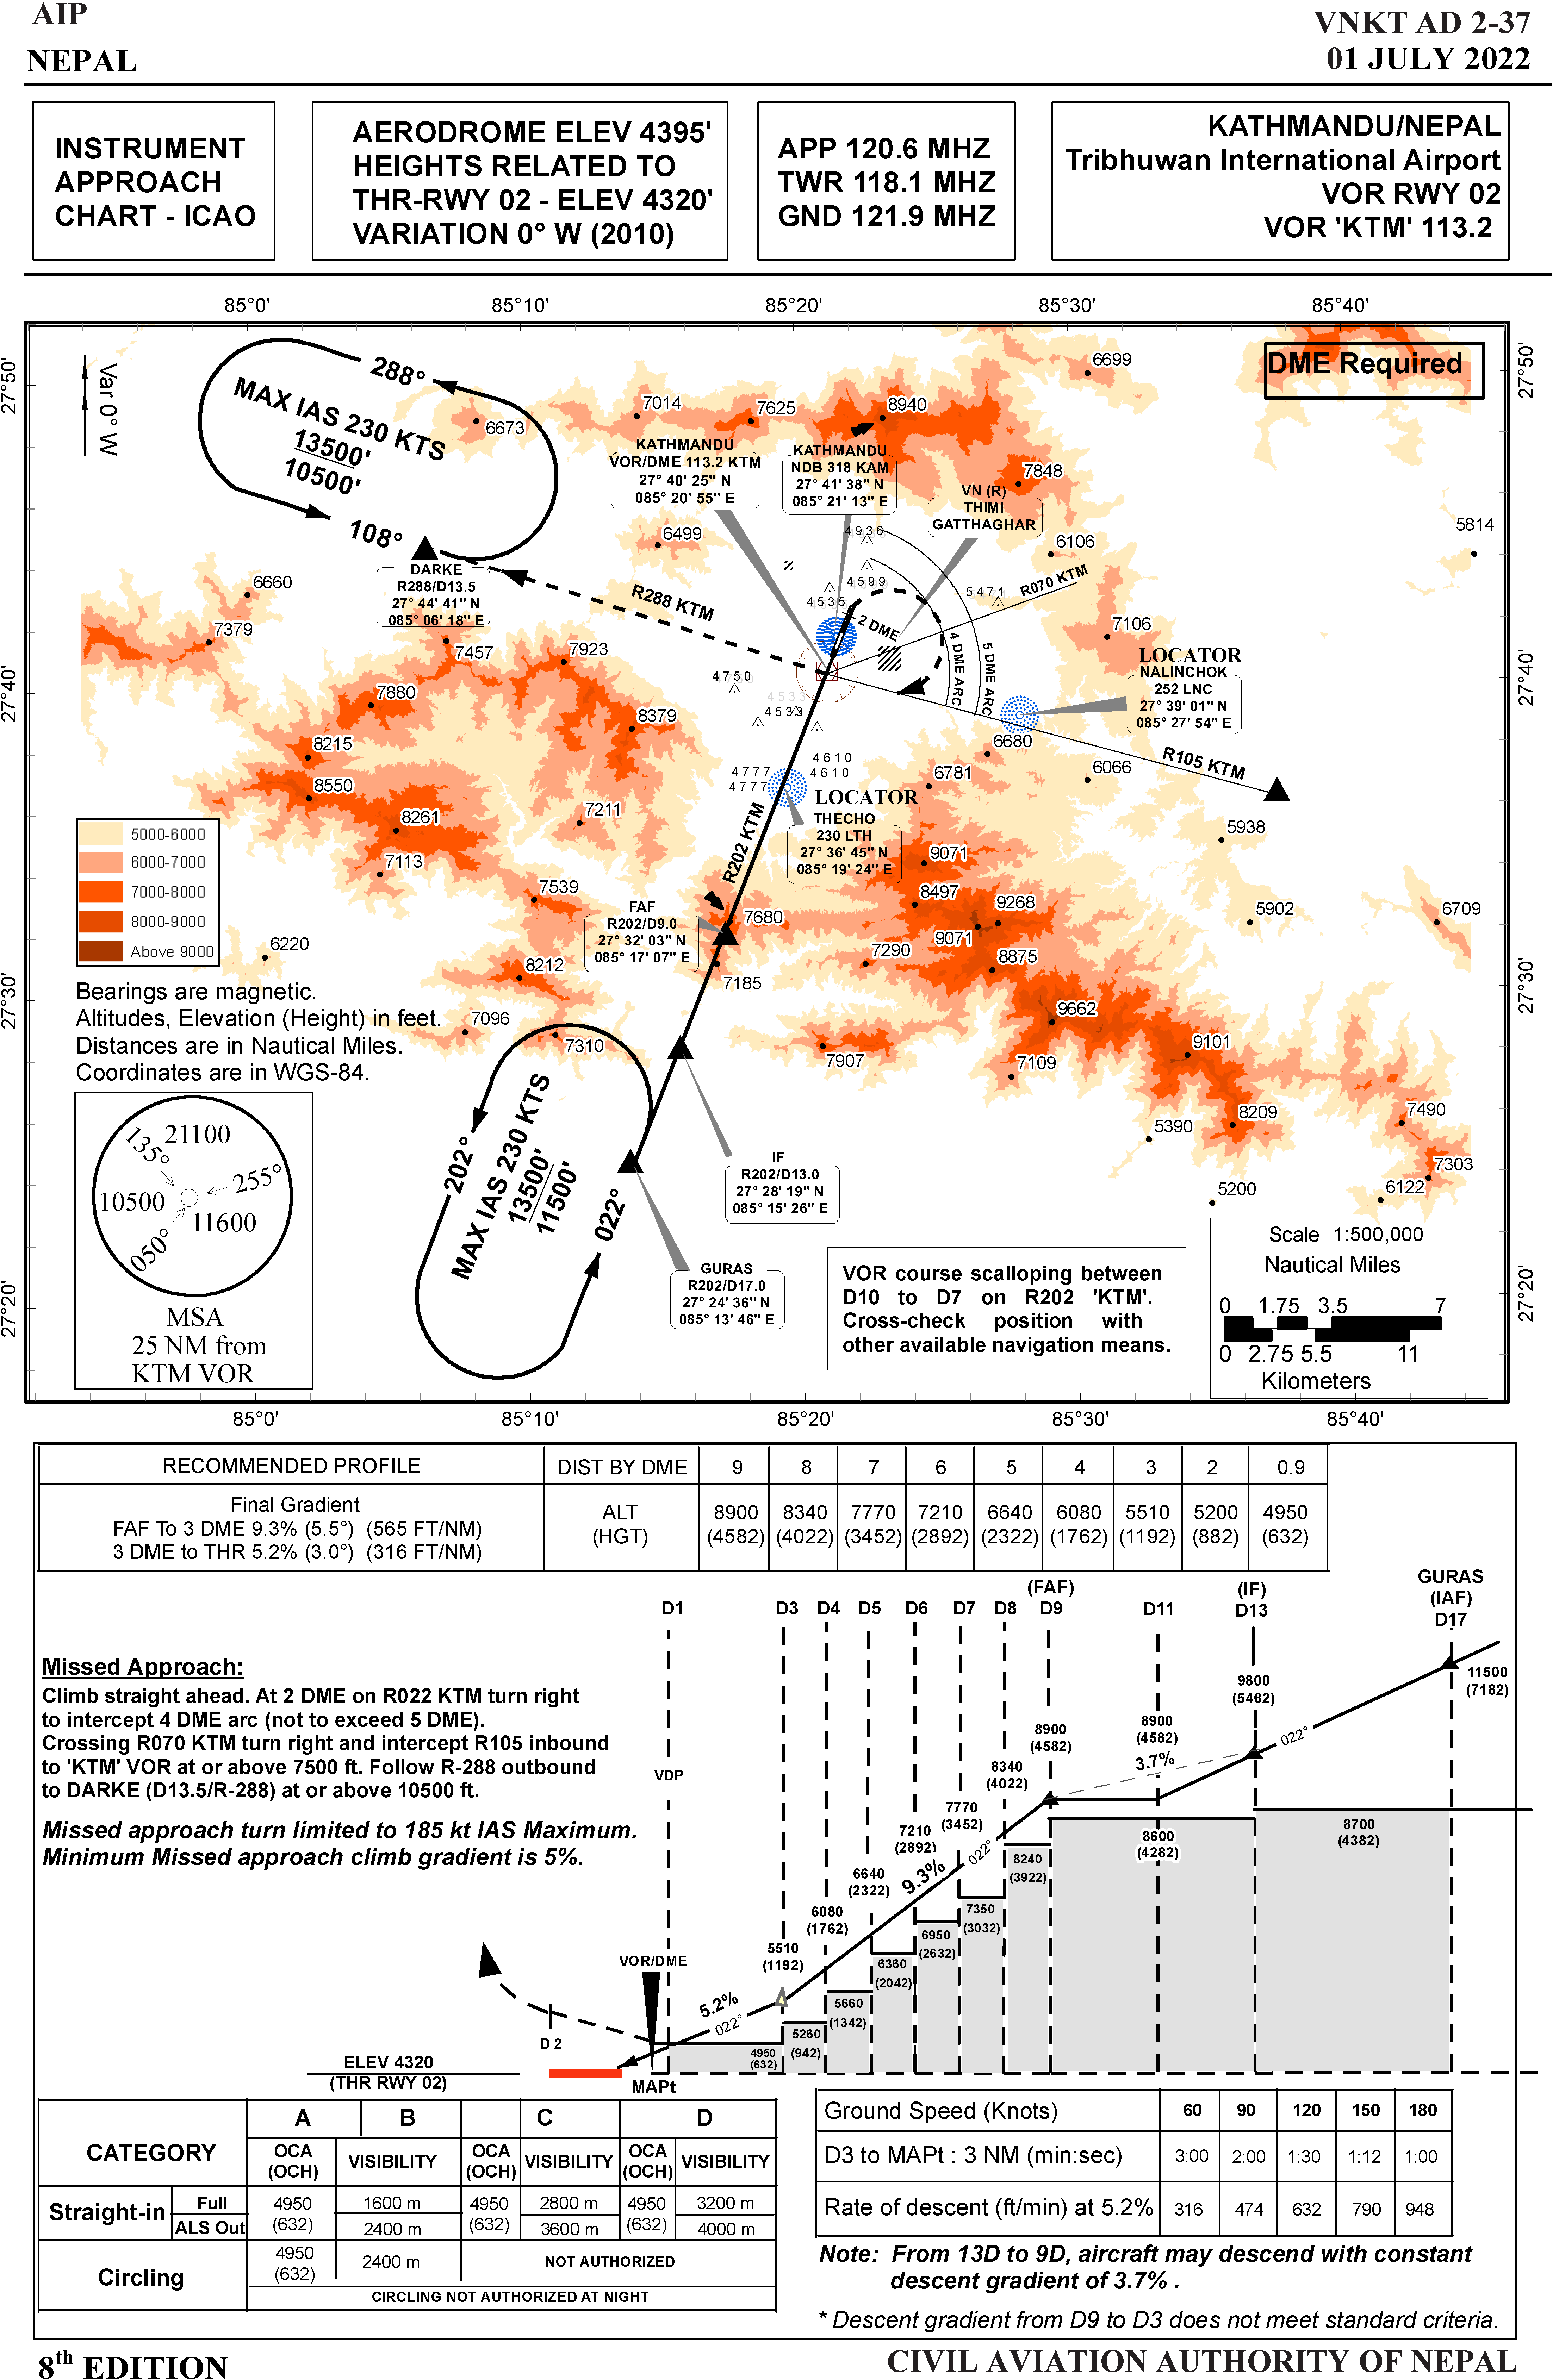 AIP
NEPAL
VNKT AD 2-37
01 JULY 2022
INSTRUMENT
APPROACH
CHART - ICAO
AERODROME ELEV 4395'
HEIGHTS RELATED TO
THR-RWY 02 - ELEV 4320'
VARIATION 0° W (2010)
APP 120.6 MHZ
TWR 118.1 MHZ
GND 121.9 MHZ
KATHMANDU/NEPAL
Tribhuwan International Airport
VOR RWY 02
VOR 'KTM' 113.2
85°0' 85°10' 85°20' 85°30' 85°40'
27°50' 27°50'
27°40' 27°40'
27°30' 27°30'
27°20' 27°20'
Var 0° W
DME Required
288°
MAX IAS 230 KTS
13500'
10500'
108°
DARKE
R288/D13.5
27° 44' 41'' N
085° 06' 18'' E
R288 KTM
6673
7014
7625
8940
6699
KATHMANDU
VOR/DME 113.2 KTM
27° 40' 25'' N
085° 20' 55'' E
KATHMANDU
NDB 318 KAM
27° 41' 38'' N
085° 21' 13'' E
VN (R)
THIMI
GATTHAGHAR
7848
6106
5814
6499
4936
4599
4535
5471
R070 KTM
2 DME
4 DME ARC
5 DME ARC
6660
7379
7457
7923
7880
8379
8215
8550
8261
7113
7211
7539
7106
LOCATOR
NALINCHOK
252 LNC
27° 39' 01'' N
085° 27' 54'' E
R105 KTM
4750
4533
4533
4610
4610
4777
4777
6680
6781
6066
5938
LOCATOR
THECHO
230 LTH
27° 36' 45'' N
085° 19' 24'' E
R202 KTM
9071
8497
9268
9071
8875
7290
5902
6709
5000-6000
6000-7000
7000-8000
8000-9000
Above 9000
FAF
R202/D9.0
27° 32' 03'' N
085° 17' 07'' E
7680
7185
6220
8212
7096
7310
7907
9662
7109
9101
8209
5390
7490
7303
6122
5200
Bearings are magnetic.
Altitudes, Elevation (Height) in feet.
Distances are in Nautical Miles.
Coordinates are in WGS-84.
135°
21100
255°
10500
11600
050°
MSA
25 NM from
KTM VOR
202°
MAX IAS 230 KTS
13500'
11500'
022°
IF
R202/D13.0
27° 28' 19'' N
085° 15' 26'' E
GURAS
R202/D17.0
27° 24' 36'' N
085° 13' 46'' E
VOR course scalloping between
D10 to D7 on R202 'KTM'.
Cross-check position with
other available navigation means.
Scale 1:500,000
Nautical Miles
0 1.75 3.5 7
0 2.75 5.5 11
Kilometers
85°0' 85°10' 85°20' 85°30' 85°40'
RECOMMENDED PROFILE DIST BY DME 9 8 7 6 5 4 3 2 0.9
Final Gradient
FAF To 3 DME 9.3% (5.5°) (565 FT/NM)
3 DME to THR 5.2% (3.0°) (316 FT/NM)
ALT 8900 8340 7770 7210 6640 6080 5510 5200 4950
(HGT) (4582) (4022) (3452) (2892) (2322) (1762) (1192) (882) (632)
D1 D3 D4 D5 D6 D7 D8
(FAF)
D9
D11
(IF)
D13
GURAS
(IAF)
D17
Missed Approach:
Climb straight ahead. At 2 DME on R022 KTM turn right
to intercept 4 DME arc (not to exceed 5 DME).
Crossing R070 KTM turn right and intercept R105 inbound
to 'KTM' VOR at or above 7500 ft. Follow R-288 outbound
to DARKE (D13.5/R-288) at or above 10500 ft.
Missed approach turn limited to 185 kt IAS Maximum.
Minimum Missed approach climb gradient is 5%.
11500
(7182)
9800
(5462)
022°
8900
(4582)
3.7%
8900
(4582)
8340
(4022)
7770
(3452)
7210
(2892)
6640
(2322)
6080
(1762)
5510
(1192)
VDP
9.3%
022°
5.2%
022°
8700
(4382)
8600
(4282)
8240
(3922)
7350
(3032)
6950
(2632)
6360
(2042)
5660
(1342)
5260
(942)
4950
(632)
VOR/DME
D 2
MAPt
ELEV 4320
(THR RWY 02)
CATEGORY A B C D
OCA (OCH) VISIBILITY OCA (OCH) VISIBILITY OCA (OCH) VISIBILITY
Straight-in Full 4950 (632) 1600 m 4950 (632) 2800 m 4950 (632) 3200 m
ALS Out 2400 m 3600 m 4000 m
Circling 4950 (632) 2400 m NOT AUTHORIZED
CIRCLING NOT AUTHORIZED AT NIGHT
Ground Speed (Knots) 60 90 120 150 180
D3 to MAPt : 3 NM (min:sec) 3:00 2:00 1:30 1:12 1:00
Rate of descent (ft/min) at 5.2% 316 474 632 790 948
Note: From 13D to 9D, aircraft may descend with constant
descent gradient of 3.7% .
* Descent gradient from D9 to D3 does not meet standard criteria.
8th EDITION
CIVIL AVIATION AUTHORITY OF NEPAL